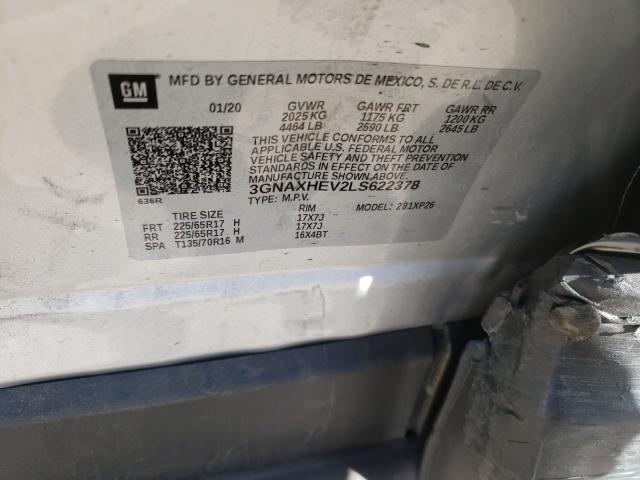 GM MFD BY GENERAL MOTORS DE MEXICO, S. DE R.L. DE C.V.
01/20 GVWR GAWR FRT GAWR RR
2025 KG 1175 KG 1200 KG
4464 LB 2590 LB 2645 LB
THIS VEHICLE CONFORMS TO ALL
APPLICABLE U.S. FEDERAL MOTOR
VEHICLE SAFETY AND THEFT PREVENTION
STANDARDS IN EFFECT ON THE DATE OF
MANUFACTURE SHOWN ABOVE.
3GNAXHEV2LS622378
636R TYPE: M.P.V. MODEL: 281XP26
TIRE SIZE RIM
FRT 225/65R17 H 17X7J
RR 225/65R17 H 17X7J
SPA T135/70R16 M 16X4BT